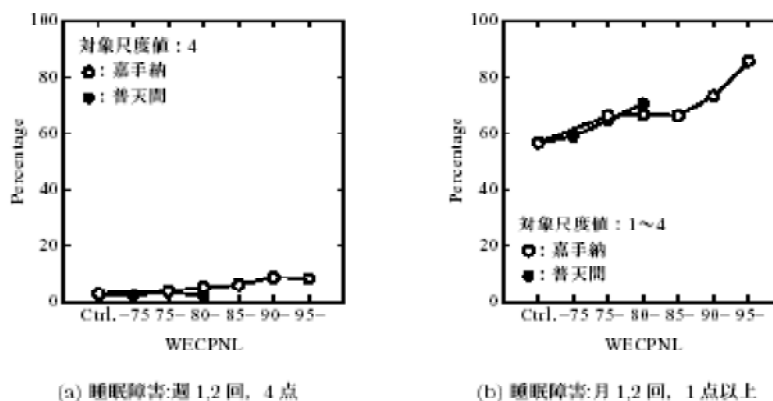 100
80
60
40
20
0
Percentage
対象尺度値：4
○：嘉手納
●：普天間
Ctrl. -75 75- 80- 85- 90- 95-
WECPNL
(a) 睡眠障害:週 1,2 回，4 点
100
80
60
40
20
0
Percentage
対象尺度値：1〜4
○：嘉手納
●：普天間
Ctrl. -75 75- 80- 85- 90- 95-
WECPNL
(b) 睡眠障害:月 1,2 回，1 点以上